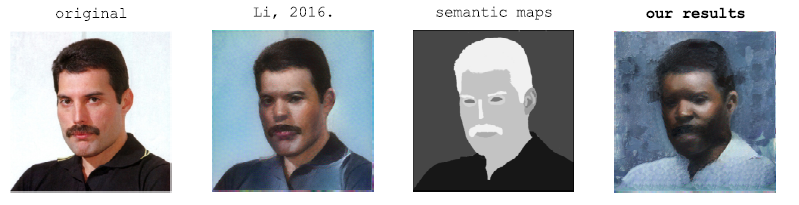 original
Li, 2016.
semantic maps
our results